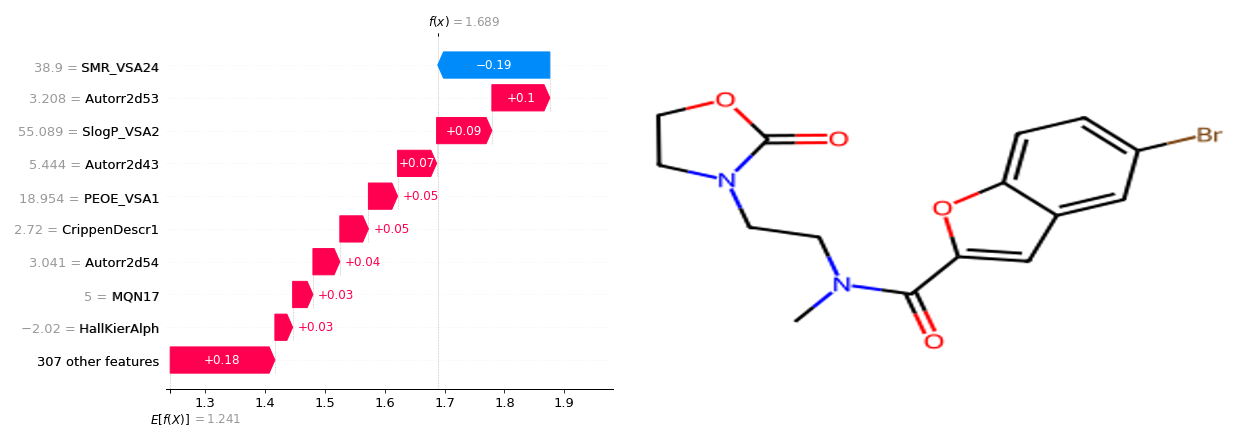 f(x) = 1.689
38.9 = SMR_VSA24
−0.19
3.208 = Autorr2d53
+0.1
55.089 = SlogP_VSA2
+0.09
5.444 = Autorr2d43
+0.07
18.954 = PEOE_VSA1
+0.05
2.72 = CrippenDescr1
+0.05
3.041 = Autorr2d54
+0.04
5 = MQN17
+0.03
−2.02 = HallKierAlph
+0.03
307 other features
+0.18
1.3 1.4 1.5 1.6 1.7 1.8 1.9
E[f(X)] = 1.241
O
O
N
Br
O
N
O